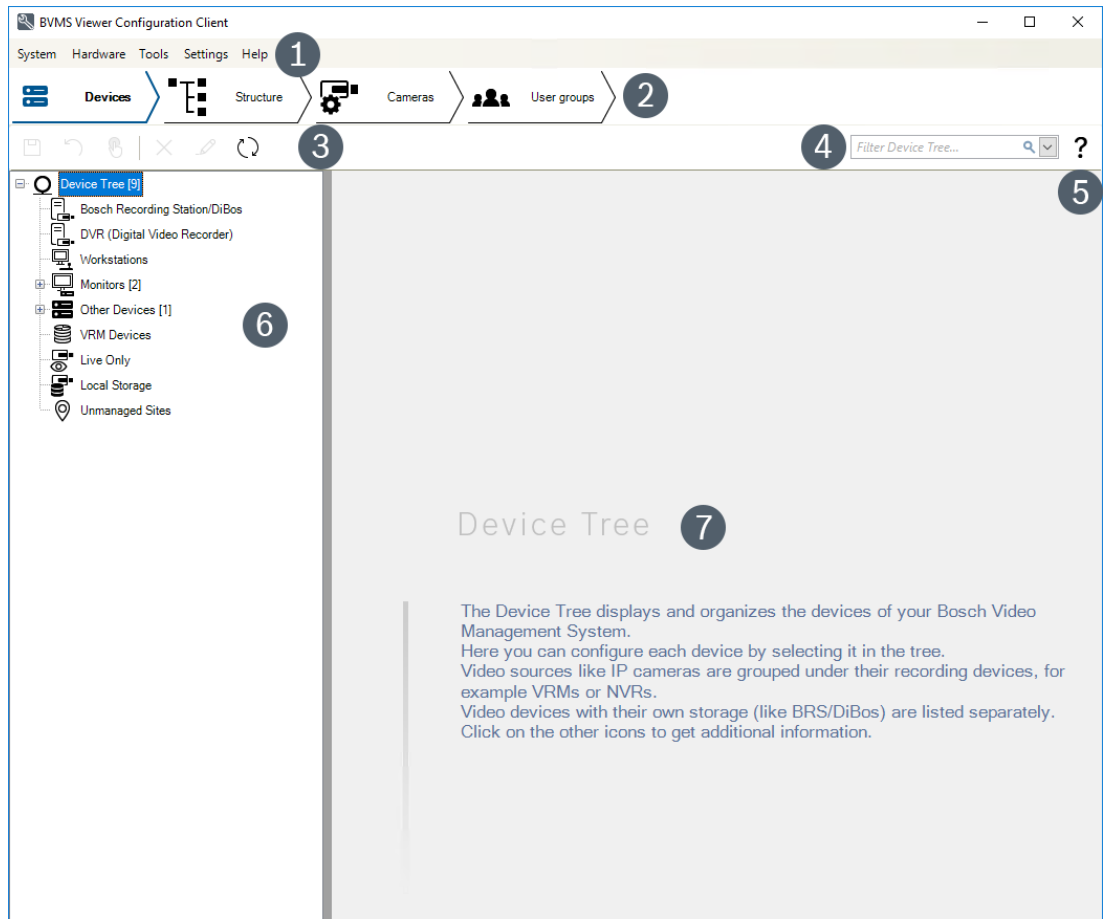 BVMS Viewer Configuration Client
System Hardware Tools Settings Help 1
Devices Structure Cameras User groups 2
3 4 Filter Device Tree... ?
5
Device Tree [9]
Bosch Recording Station/DiBos
DVR (Digital Video Recorder)
Workstations
Monitors [2]
Other Devices [1]
6
VRM Devices
Live Only
Local Storage
Unmanaged Sites
Device Tree 7
The Device Tree displays and organizes the devices of your Bosch Video
Management System.
Here you can configure each device by selecting it in the tree.
Video sources like IP cameras are grouped under their recording devices, for
example VRMs or NVRs.
Video devices with their own storage (like BRS/DiBos) are listed separately.
Click on the other icons to get additional information.